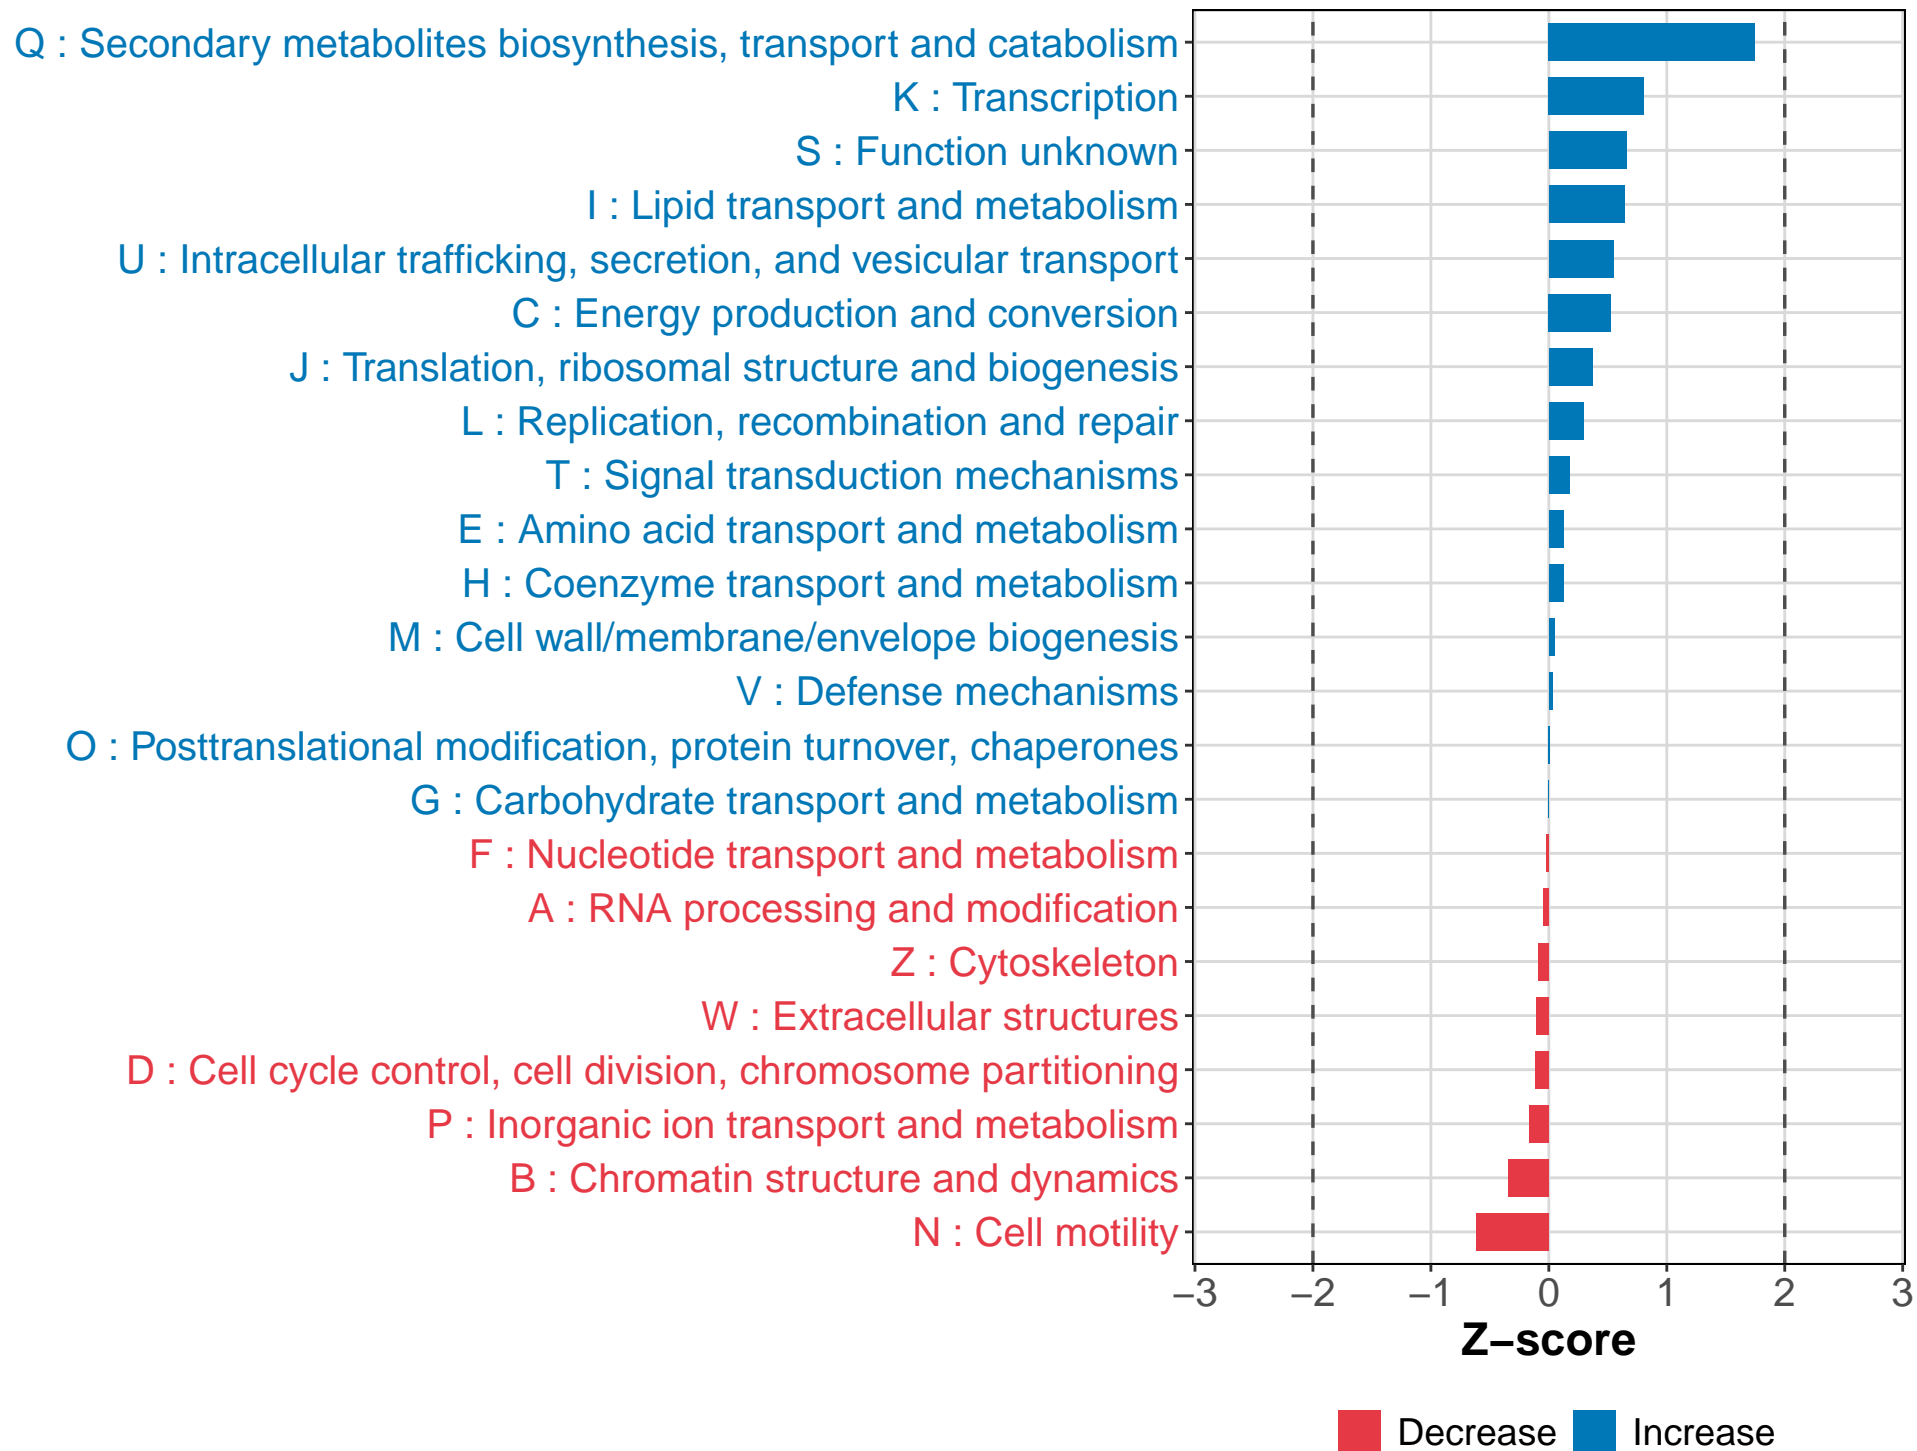 Q : Secondary metabolites biosynthesis, transport and catabolism
K : Transcription
S : Function unknown
I : Lipid transport and metabolism
U : Intracellular trafficking, secretion, and vesicular transport
C : Energy production and conversion
J : Translation, ribosomal structure and biogenesis
L : Replication, recombination and repair
T : Signal transduction mechanisms
E : Amino acid transport and metabolism
H : Coenzyme transport and metabolism
M : Cell wall/membrane/envelope biogenesis
V : Defense mechanisms
O : Posttranslational modification, protein turnover, chaperones
G : Carbohydrate transport and metabolism
F : Nucleotide transport and metabolism
A : RNA processing and modification
Z : Cytoskeleton
W : Extracellular structures
D : Cell cycle control, cell division, chromosome partitioning
P : Inorganic ion transport and metabolism
B : Chromatin structure and dynamics
N : Cell motility
−3 −2 −1 0 1 2 3
Z−score
Decrease Increase